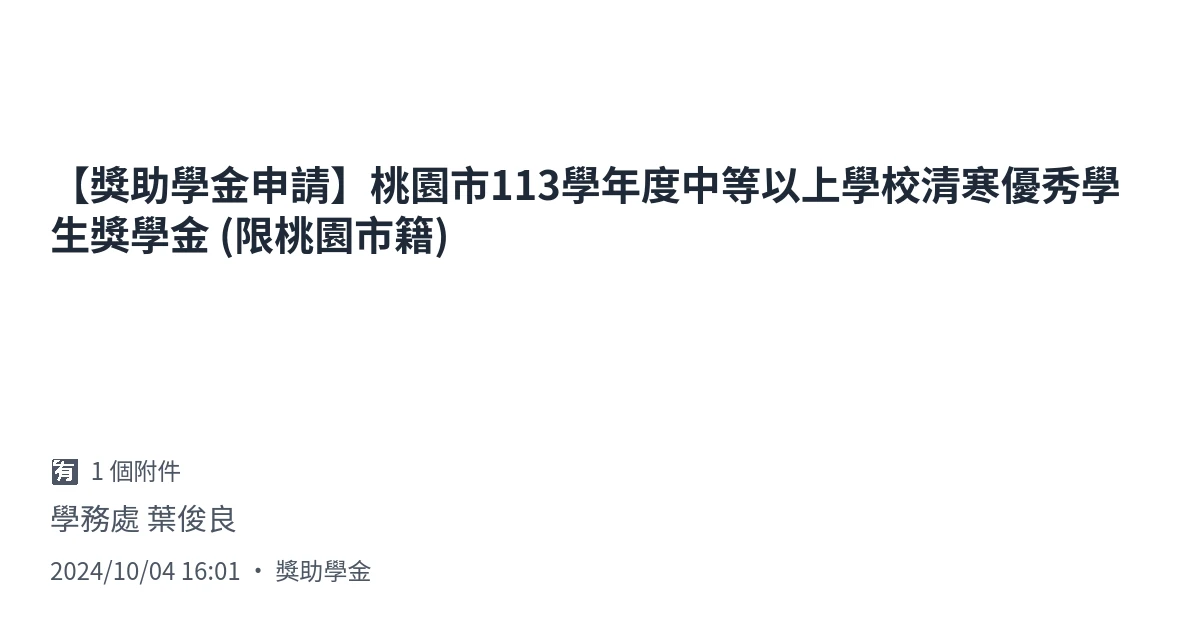 【獎助學金申請】桃園市113學年度中等以上學校清寒優秀學
生獎學金 (限桃園市籍)
有 1 個附件
學務處 葉俊良
2024/10/04 16:01 ・ 獎助學金